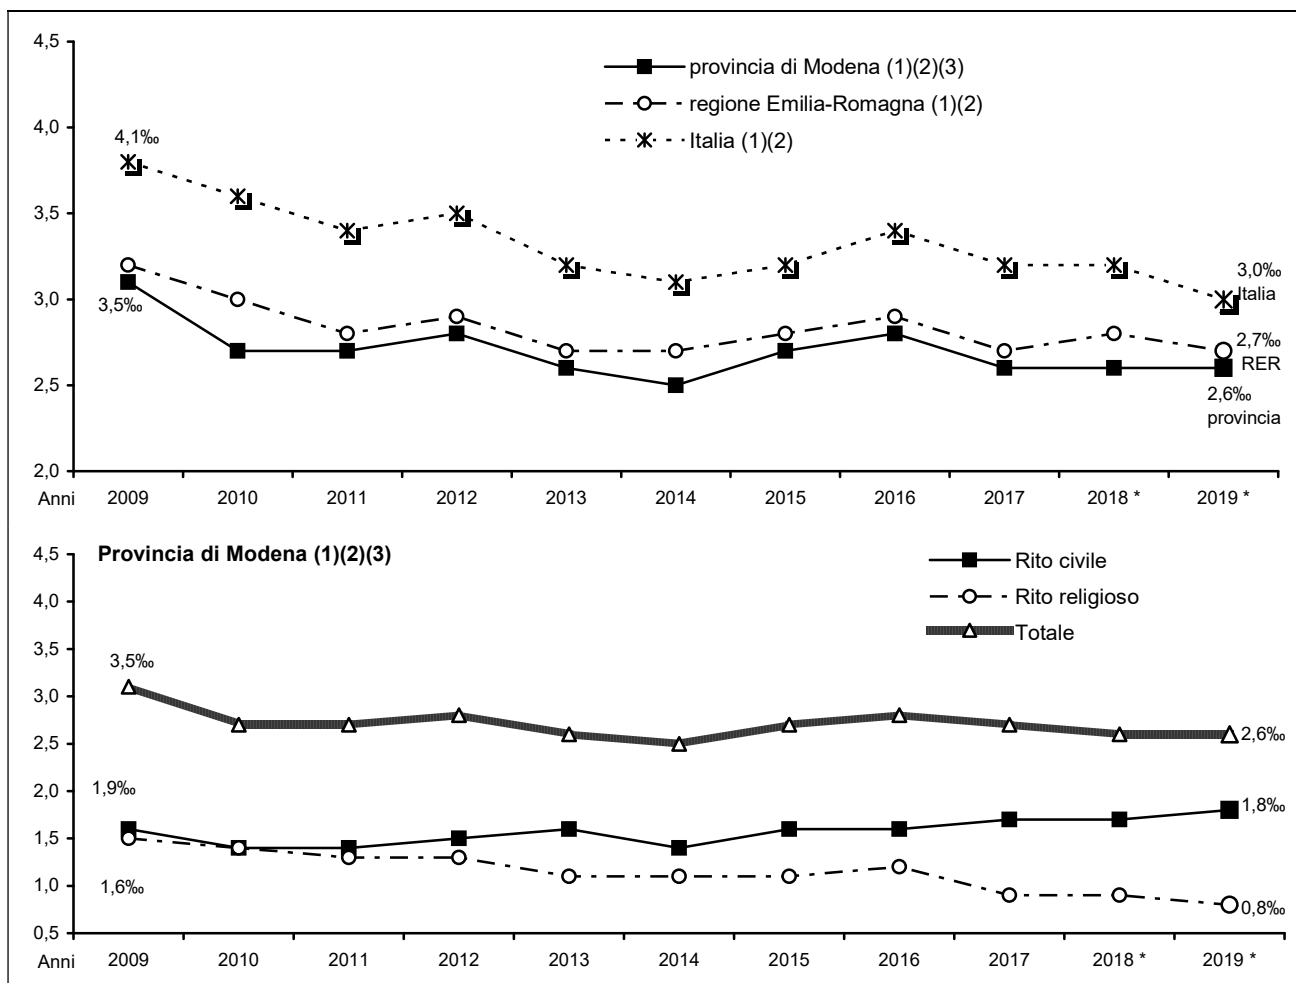 4,5
provincia di Modena (1)(2)(3)
regione Emilia-Romagna (1)(2)
4,0
4,1‰
Italia (1)(2)
3,5
3,0‰
Italia
3,0
3,5‰
2,7‰
RER
2,5
2,6‰
provincia
2,0
Anni 2009 2010 2011 2012 2013 2014 2015 2016 2017 2018 * 2019 *
Provincia di Modena (1)(2)(3)
4,5
Rito civile
4,0
Rito religioso
3,5
Totale
3,5‰
3,0
2,5
2,6‰
2,0
1,9‰
1,8‰
1,5
1,0
1,6‰
0,8‰
0,5
Anni 2009 2010 2011 2012 2013 2014 2015 2016 2017 2018 * 2019 *